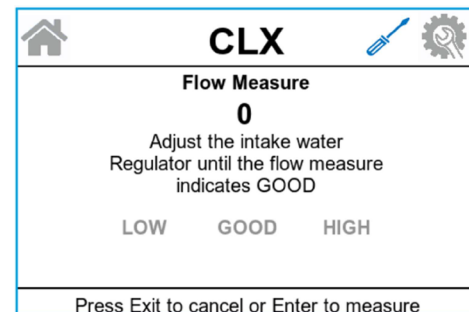 CLX
Flow Measure
0
Adjust the intake water
Regulator until the flow measure
indicates GOOD
LOW GOOD HIGH
Press Exit to cancel or Enter to measure